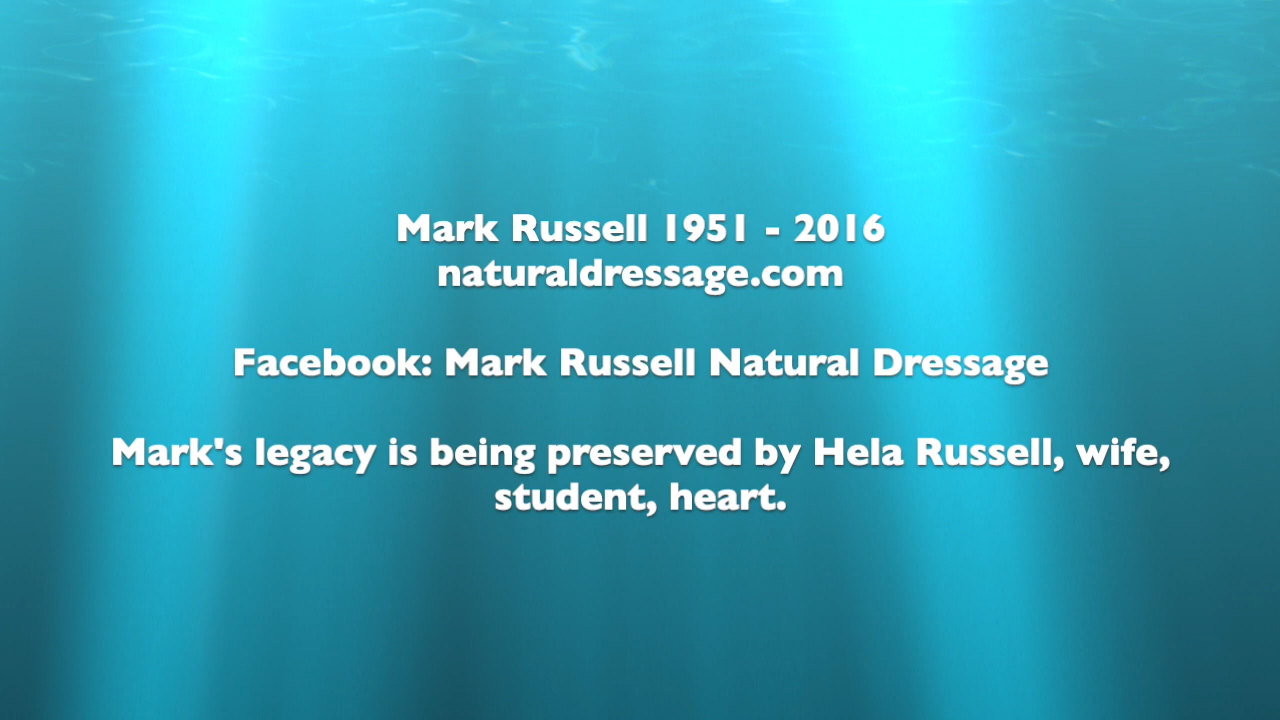 Mark Russell 1951 - 2016
naturaldressage.com
Facebook: Mark Russell Natural Dressage
Mark's legacy is being preserved by Hela Russell, wife,
student, heart.